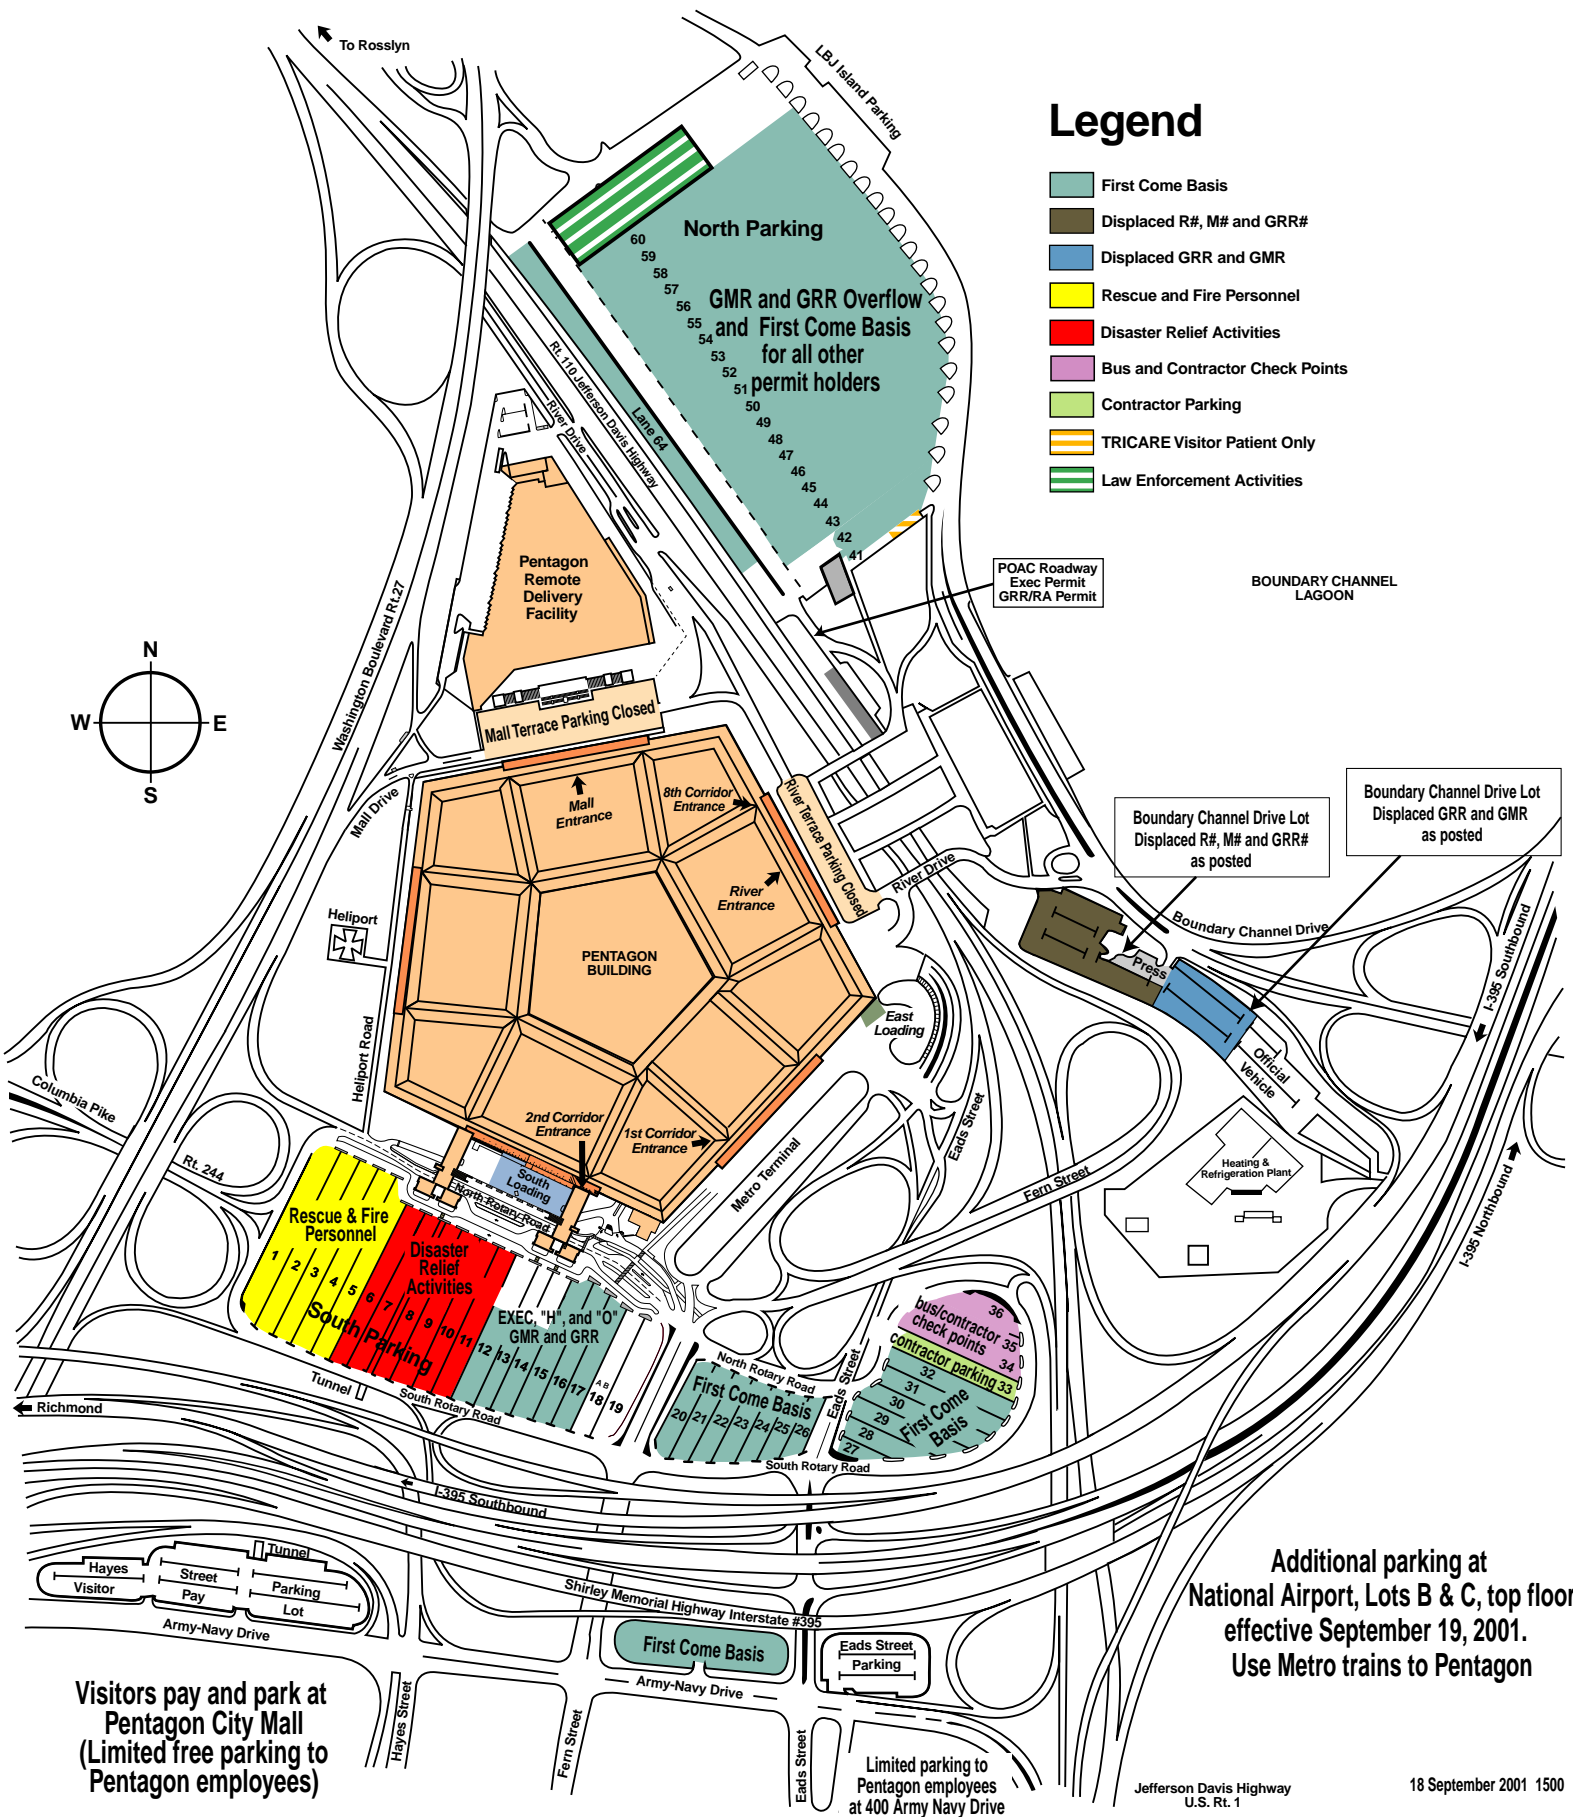 To Rosslyn
LBJ Island Parking
Legend
First Come Basis
Displaced R#, M# and GRR#
Displaced GRR and GMR
Rescue and Fire Personnel
Disaster Relief Activities
Bus and Contractor Check Points
Contractor Parking
TRICARE Visitor Patient Only
Law Enforcement Activities
North Parking
GMR and GRR Overflow
and First Come Basis
for all other
permit holders
60
59
58
57
56
55
54
53
52
51
50
49
48
47
46
45
44
43
42
41
Rt. 110 Jefferson Davis Highway
River Drive
Lane 64
Pentagon
Remote
Delivery
Facility
POAC Roadway
Exec Permit
GRR/RA Permit
BOUNDARY CHANNEL
LAGOON
Washington Boulevard Rt.27
N
W
E
S
Mall Terrace Parking Closed
Mall Drive
Mall
Entrance
8th Corridor
Entrance
River Terrace Parking Closed
River
Entrance
River Drive
Boundary Channel Drive Lot
Displaced R#, M# and GRR#
as posted
Boundary Channel Drive Lot
Displaced GRR and GMR
as posted
Heliport
PENTAGON
BUILDING
Boundary Channel Drive
Press
I-395 Southbound
East
Loading
Official
Vehicle
Heliport Road
Columbia Pike
Rt. 244
2nd Corridor
Entrance
1st Corridor
Entrance
Metro Terminal
Eads Street
Fern Street
Heating &
Refrigeration Plant
I-395 Northbound
South
Loading
North Rotary Road
Rescue & Fire
Personnel
Disaster
Relief
Activities
EXEC, "H", and "O"
GMR and GRR
South Parking
1
2
3
4
5
6
7
8
9
10
11
12
13
14
15
16
17
A B
18
19
Tunnel
South Rotary Road
Richmond
North Rotary Road
First Come Basis
20
21
22
23
24
25
26
Eads Street
South Rotary Road
bus/contractor
check points
36
35
34
contractor parking 33
32
31
30
29
28
27
First Come
Basis
I-395 Southbound
Shirley Memorial Highway Interstate #395
Tunnel
Hayes
Street
Parking
Visitor
Pay
Lot
Army-Navy Drive
First Come Basis
Eads Street
Parking
Army-Navy Drive
Hayes Street
Fern Street
Eads Street
Additional parking at
National Airport, Lots B & C, top floor
effective September 19, 2001.
Use Metro trains to Pentagon
Visitors pay and park at
Pentagon City Mall
(Limited free parking to
Pentagon employees)
Limited parking to
Pentagon employees
at 400 Army Navy Drive
Jefferson Davis Highway
U.S. Rt. 1
18 September 2001 1500